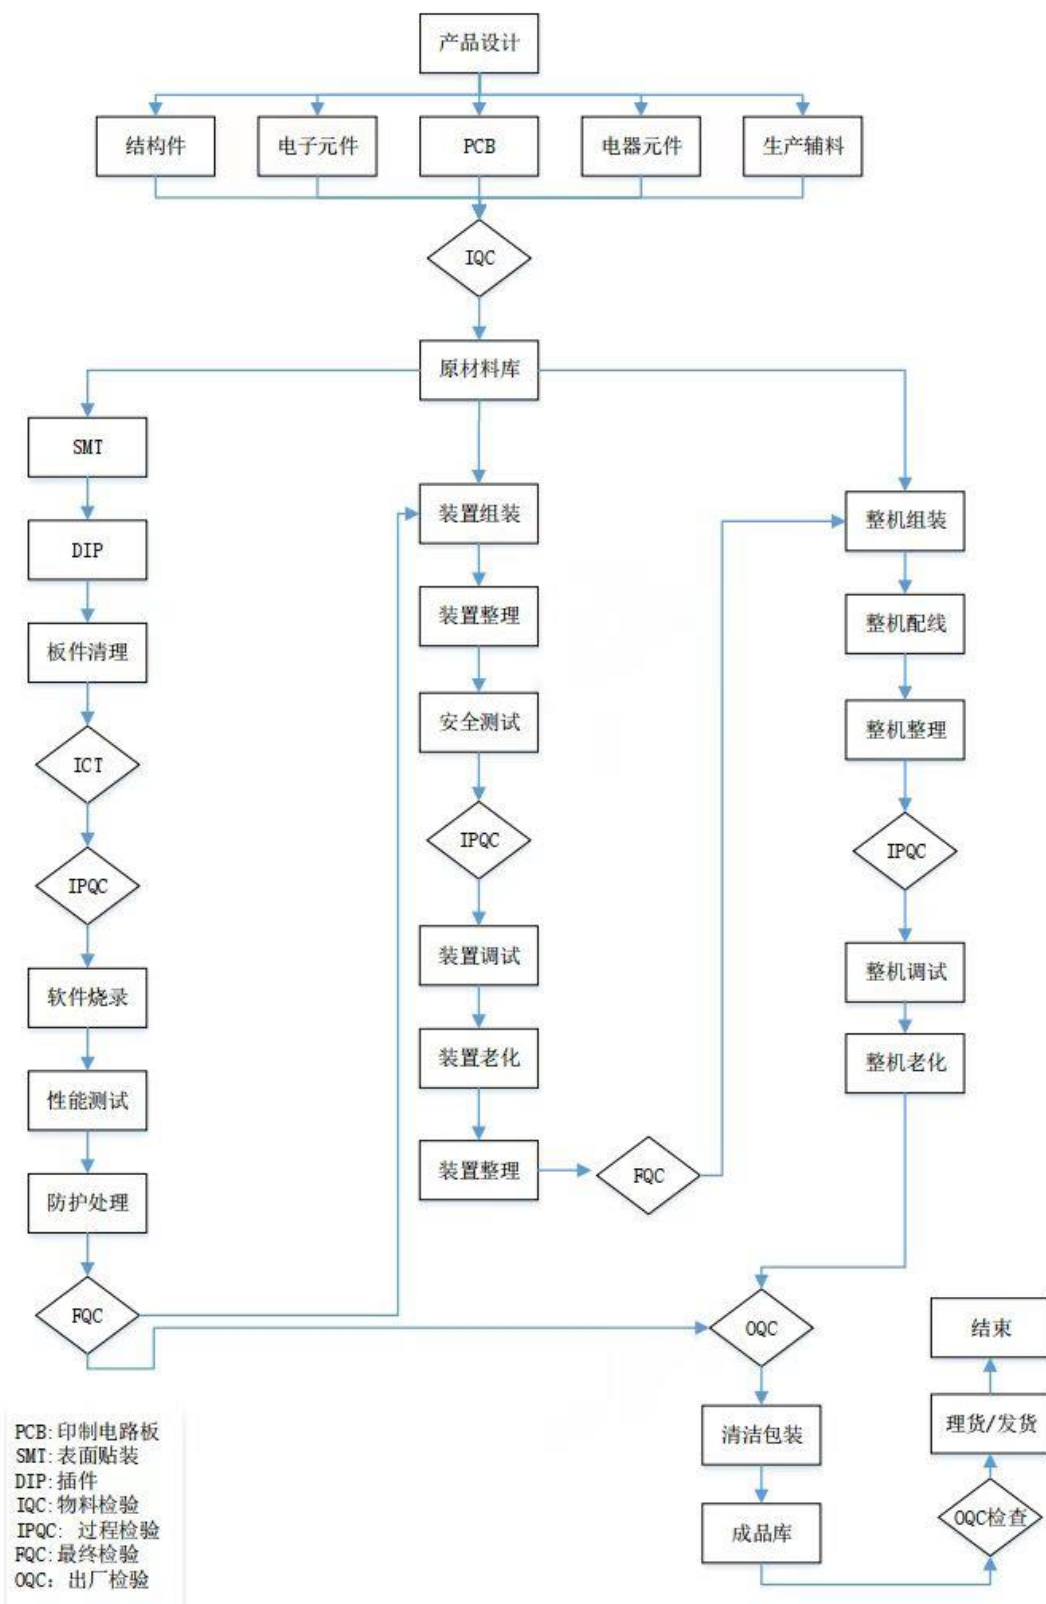 产品设计
结构件
电子元件
PCB
电器元件
生产辅料
IQC
原材料库
SMT
DIP
板件清理
ICT
IPQC
软件烧录
性能测试
防护处理
FQC
装置组装
装置整理
安全测试
IPQC
装置调试
装置老化
装置整理
FQC
整机组装
整机配线
整机整理
IPQC
整机调试
整机老化
OQC
清洁包装
成品库
OQC检查
理货/发货
结束
PCB:印制电路板
SMT:表面贴装
DIP:插件
IQC:物料检验
IPQC: 过程检验
FQC:最终检验
OQC: 出厂检验